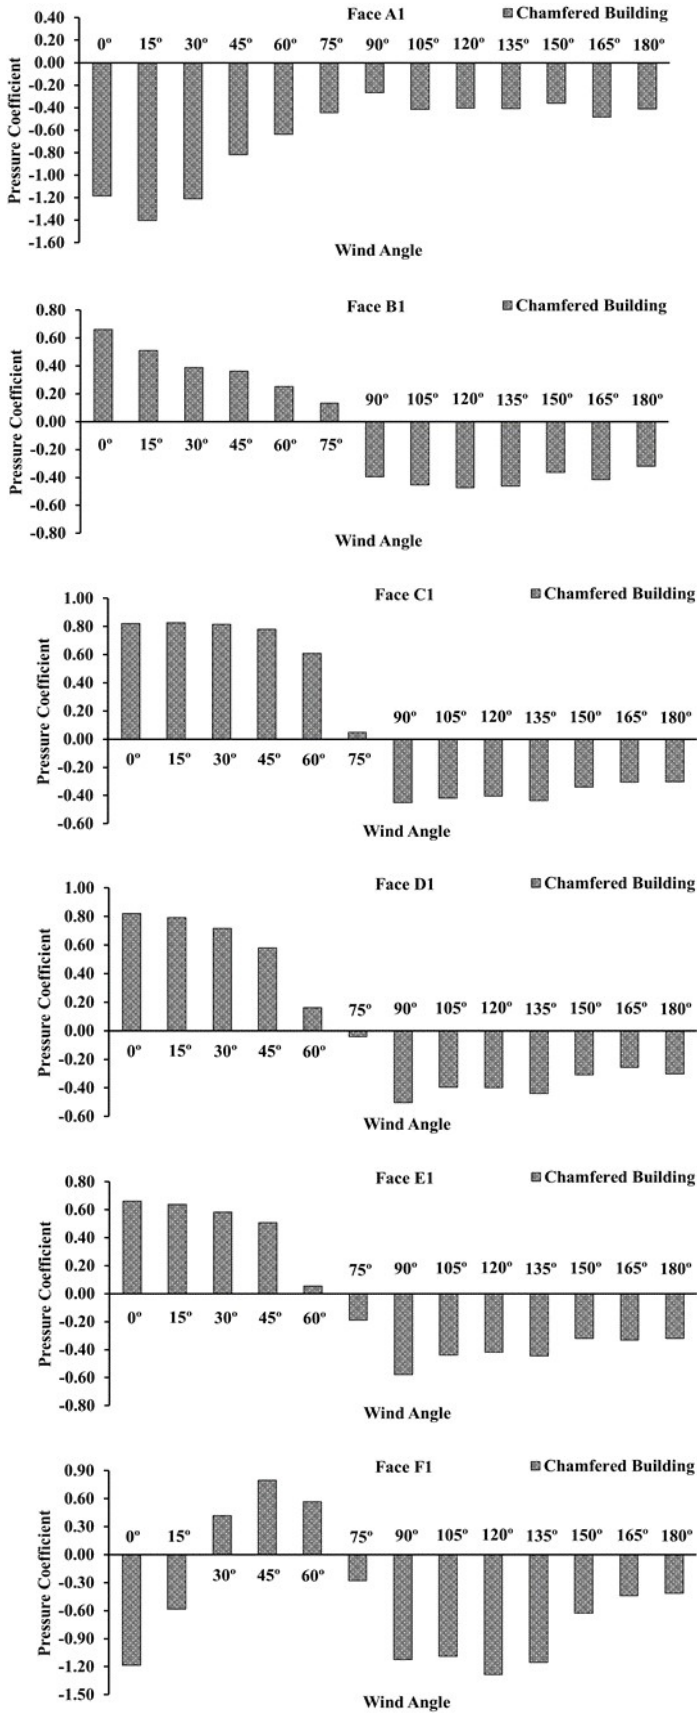 Face A1 Chamfered Building
0.40
0.20
0.00
-0.20
-0.40
-0.60
-0.80
-1.00
-1.20
-1.40
-1.60
Pressure Coefficient
0º 15º 30º 45º 60º 75º 90º 105º 120º 135º 150º 165º 180º
Wind Angle
Face B1 Chamfered Building
0.80
0.60
0.40
0.20
0.00
-0.20
-0.40
-0.60
-0.80
Pressure Coefficient
90º 105º 120º 135º 150º 165º 180º
0º 15º 30º 45º 60º 75º
Wind Angle
Face C1 Chamfered Building
1.00
0.80
0.60
0.40
0.20
0.00
-0.20
-0.40
-0.60
Pressure Coefficient
90º 105º 120º 135º 150º 165º 180º
0º 15º 30º 45º 60º 75º
Wind Angle
Face D1 Chamfered Building
1.00
0.80
0.60
0.40
0.20
0.00
-0.20
-0.40
-0.60
Pressure Coefficient
75º 90º 105º 120º 135º 150º 165º 180º
0º 15º 30º 45º 60º
Wind Angle
Face E1 Chamfered Building
0.80
0.60
0.40
0.20
0.00
-0.20
-0.40
-0.60
-0.80
Pressure Coefficient
75º 90º 105º 120º 135º 150º 165º 180º
0º 15º 30º 45º 60º
Wind Angle
Face F1 Chamfered Building
0.90
0.60
0.30
0.00
-0.30
-0.60
-0.90
-1.20
-1.50
Pressure Coefficient
0º 15º 75º 90º 105º 120º 135º 150º 165º 180º
30º 45º 60º
Wind Angle